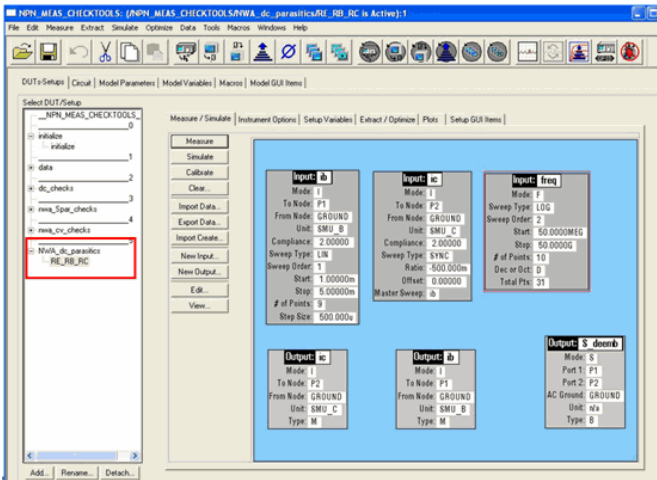 NPN_MEAS_CHECKTOOLS: (/NPN_MEAS_CHECKTOOLS/NWA_dc_parasitics/RE_RB_RC is Active):1
File Edit Measure Extract Simulate Optimize Data Tools Macros Windows Help
DUTs-Setups Circuit Model Parameters Model Variables Macros Model GUI Items
Select DUT/Setup
__NPN_MEAS_CHECKTOOLS_
0
initialize
initialize
1
data
2
dc_checks
3
nwa_Spar_checks
4
nwa_cv_checks
NWA_dc_parasitics
RE_RB_RC
Add... Rename... Detach...
Measure / Simulate Instrument Options Setup Variables Extract / Optimize Plots Setup GUI Items
Measure
Simulate
Calibrate
Clear...
Import Data...
Export Data...
Import Create...
New Input...
New Output...
Edit...
View...
Input: ib
Mode: I
To Node: P1
From Node: GROUND
Unit: SMU_B
Compliance: 2.00000
Sweep Type: LIN
Sweep Order: 1
Start: 1.00000m
Stop: 5.00000m
# of Points: 9
Step Size: 500.000u
Input: ic
Mode: I
To Node: P2
From Node: GROUND
Unit: SMU_C
Compliance: 2.00000
Sweep Type: SYNC
Ratio: -500.000m
Offset: 0.00000
Master Sweep: ib
Input: freq
Mode: F
Sweep Type: LOG
Sweep Order: 2
Start: 50.0000MEG
Stop: 50.0000G
# of Points: 10
Dec or Oct: D
Total Pts: 31
Output: ic
Mode: I
To Node: P2
From Node: GROUND
Unit: SMU_C
Type: M
Output: ib
Mode: I
To Node: P1
From Node: GROUND
Unit: SMU_B
Type: M
Output: S_deemb
Mode: S
Port 1: P1
Port 2: P2
AC Ground: GROUND
Unit: n/a
Type: B